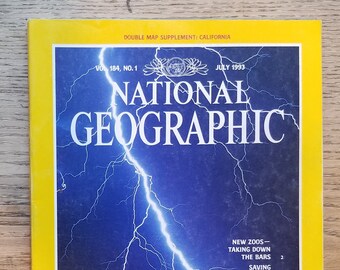 DOUBLE MAP SUPPLEMENT: CALIFORNIA
VOL. 184, NO. 1
JULY 1993
NATIONAL
GEOGRAPHIC
NEW ZOOS—
TAKING DOWN
THE BARS 2
SAVING